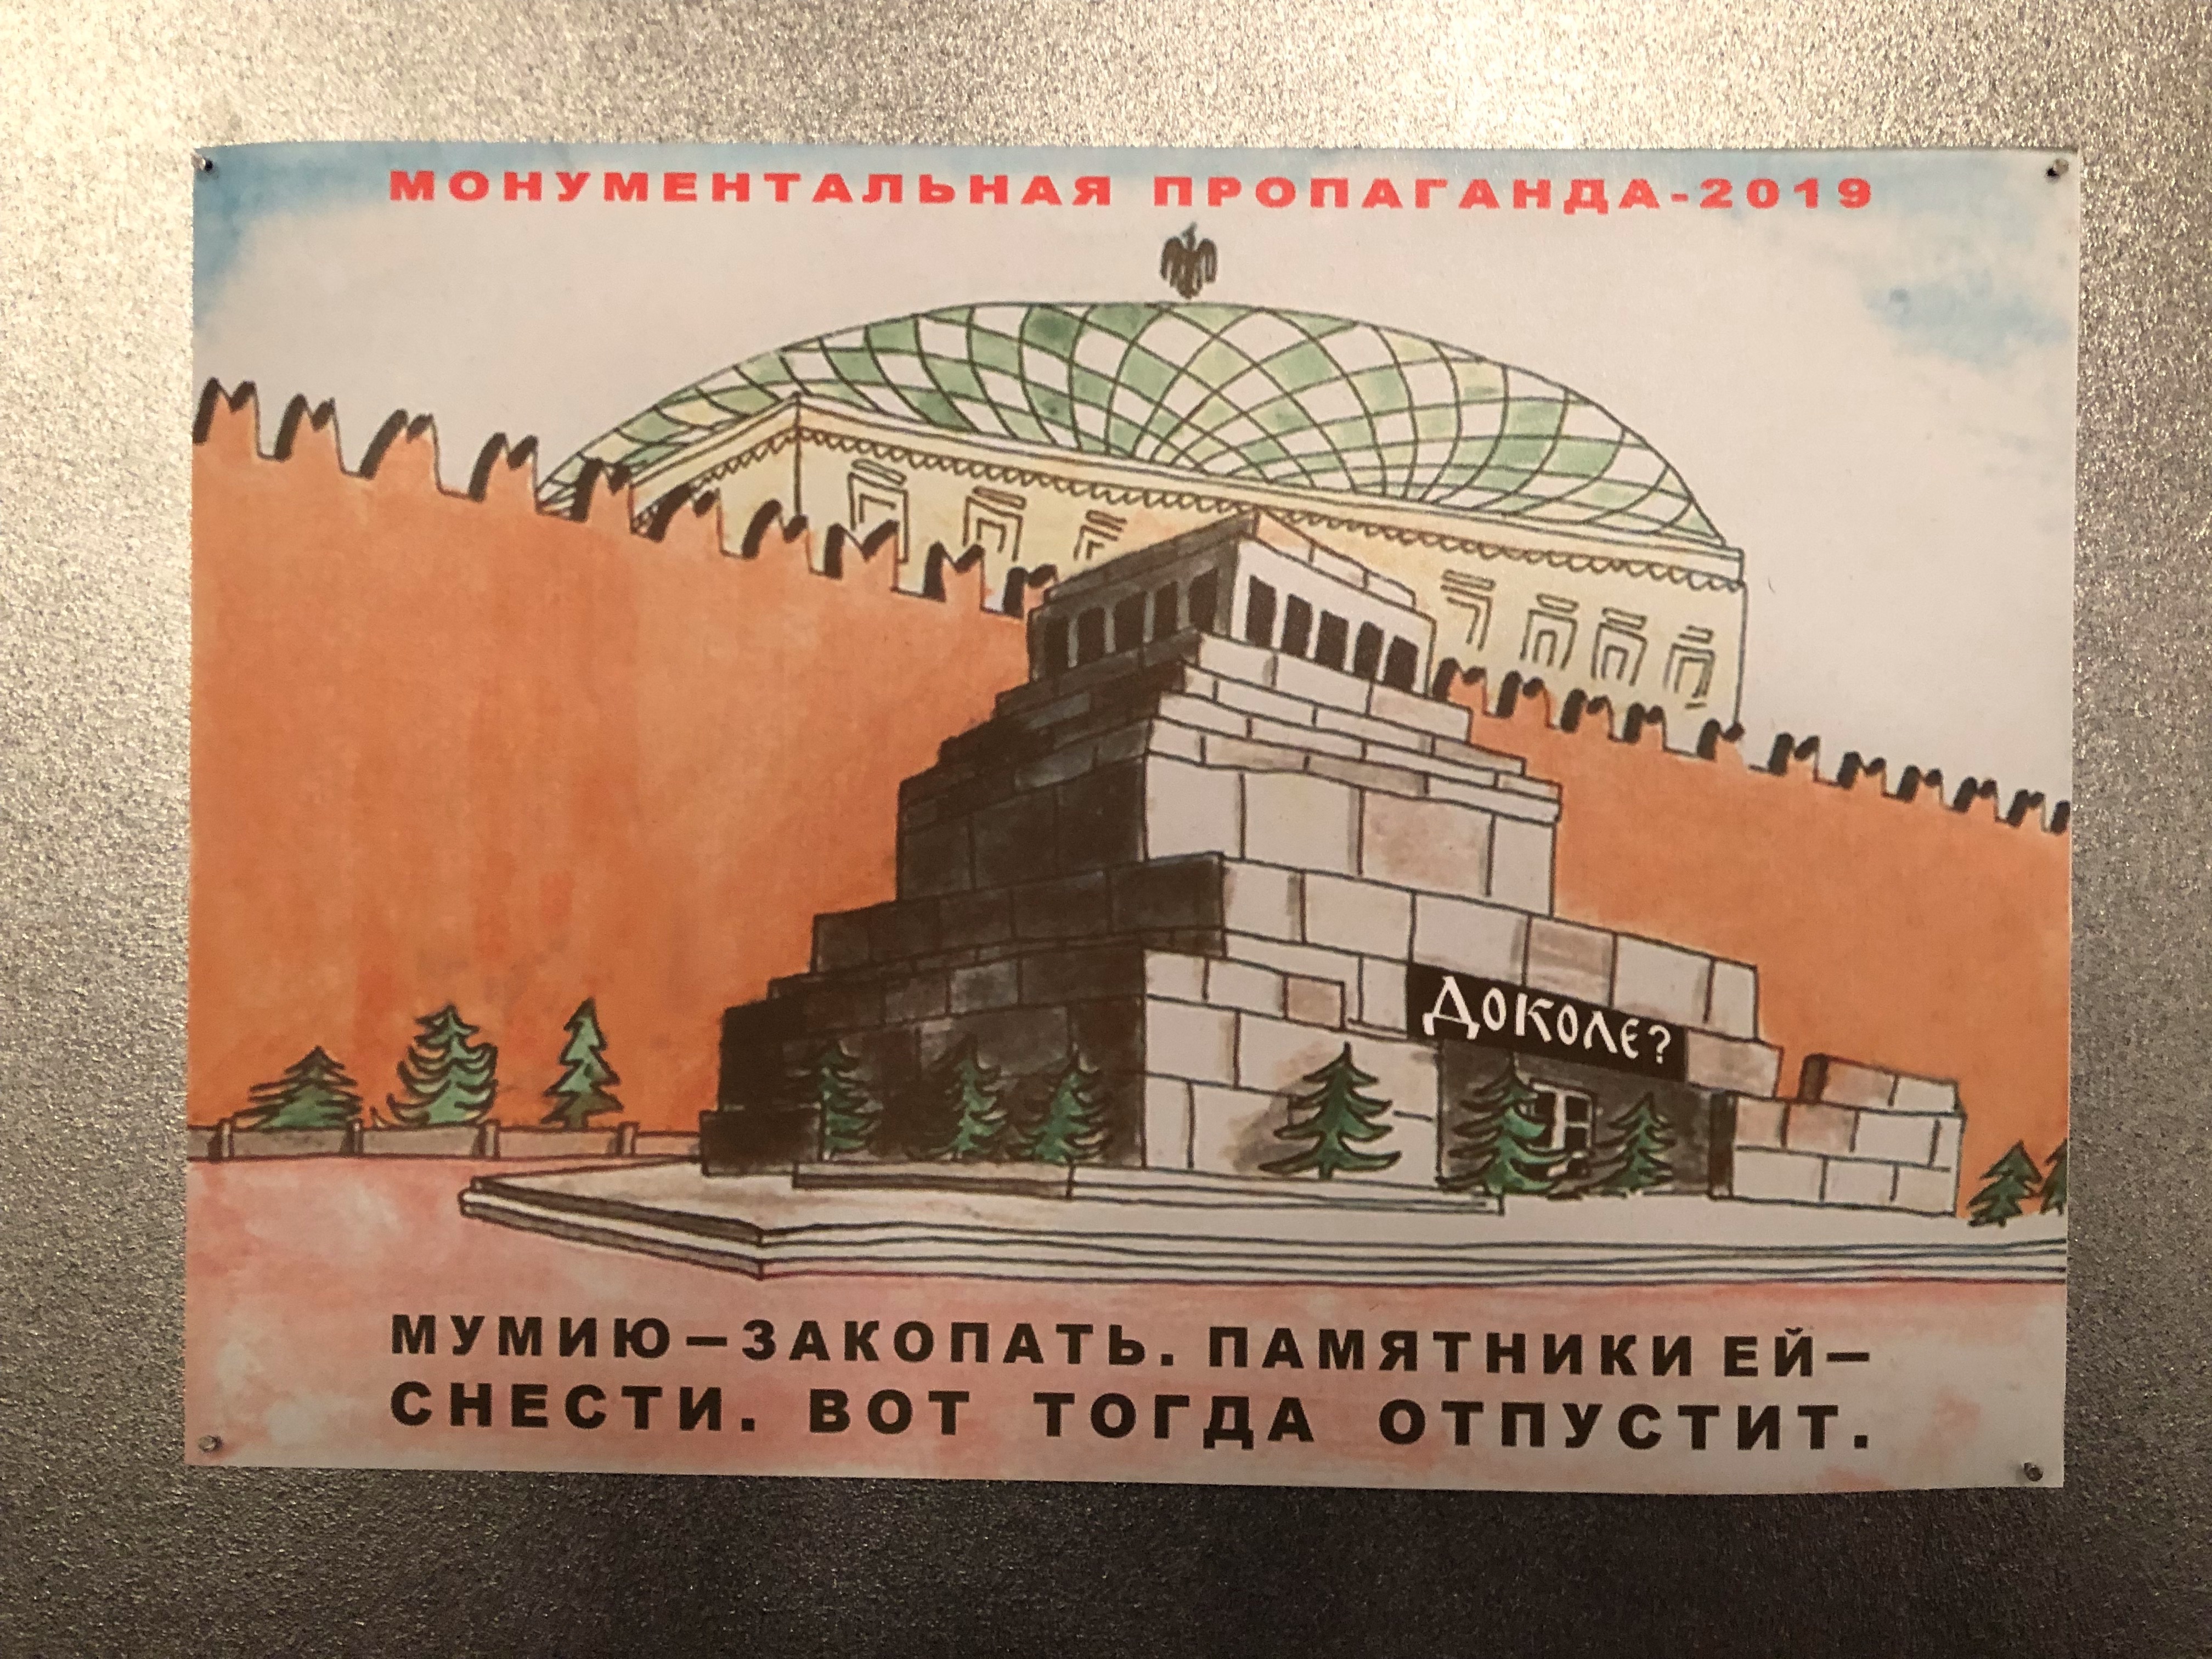 МОНУМЕНТАЛЬНАЯ ПРОПАГАНДА-2019
ДОКОЛЕ?
МУМИЮ—ЗАКОПАТЬ. ПАМЯТНИКИ ЕЙ—
СНЕСТИ. ВОТ ТОГДА ОТПУСТИТ.